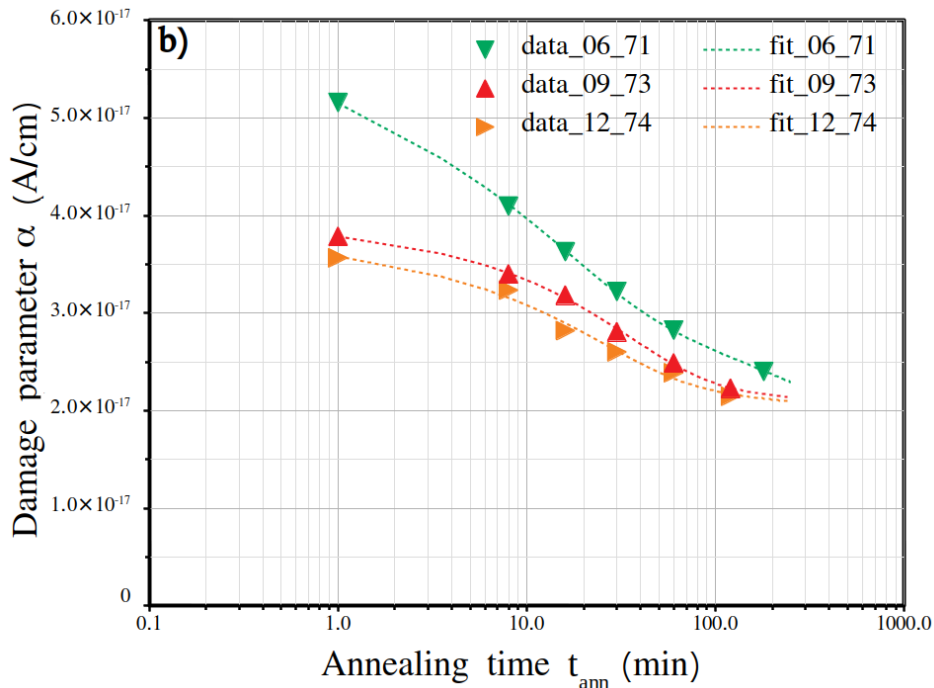 b)
data_06_71 fit_06_71
data_09_73 fit_09_73
data_12_74 fit_12_74
Damage parameter α (A/cm)
6.0×10⁻¹⁷
5.0×10⁻¹⁷
4.0×10⁻¹⁷
3.0×10⁻¹⁷
2.0×10⁻¹⁷
1.0×10⁻¹⁷
0
0.1 1.0 10.0 100.0 1000.0
Annealing time t_ann (min)